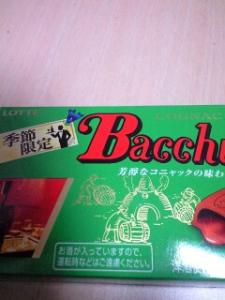 LOTTE
COGNAC
季節
限定
Bacchu
芳醇なコニャックの味わ
お酒が入っていますので、
運転時などはご遠慮ください。